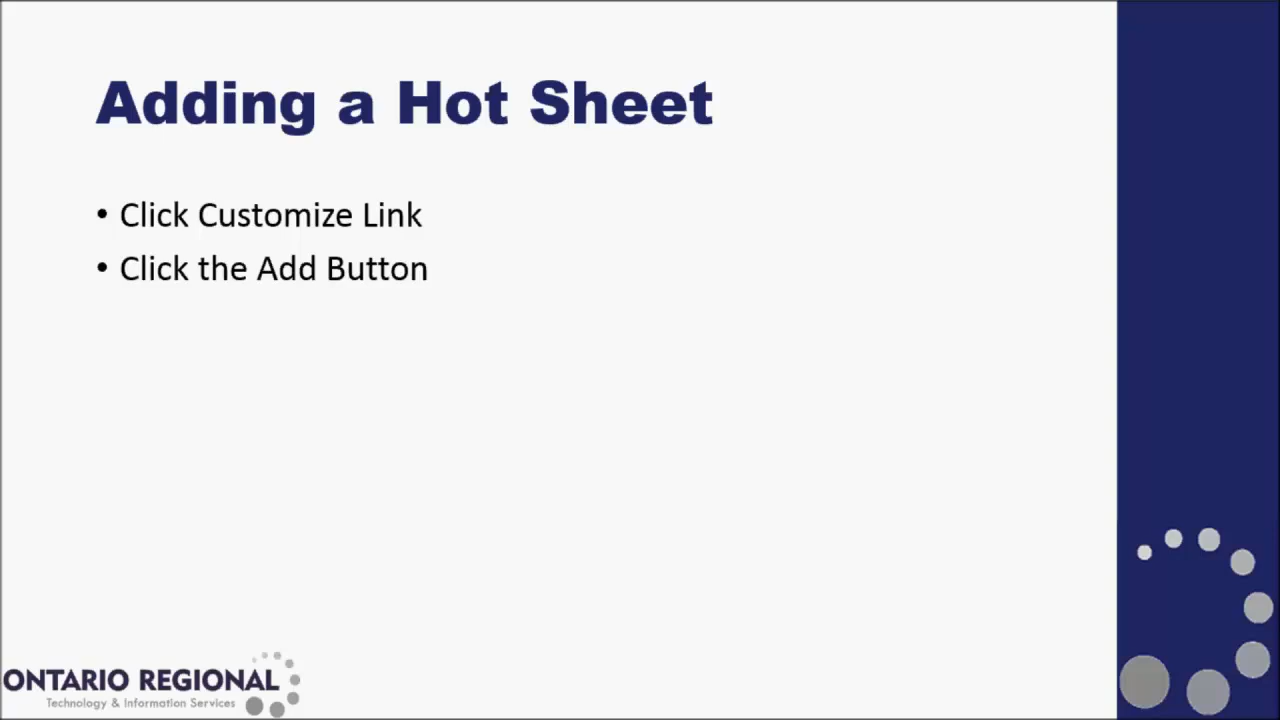 Adding a Hot Sheet
• Click Customize Link
• Click the Add Button
ONTARIO REGIONAL
Technology & Information Services